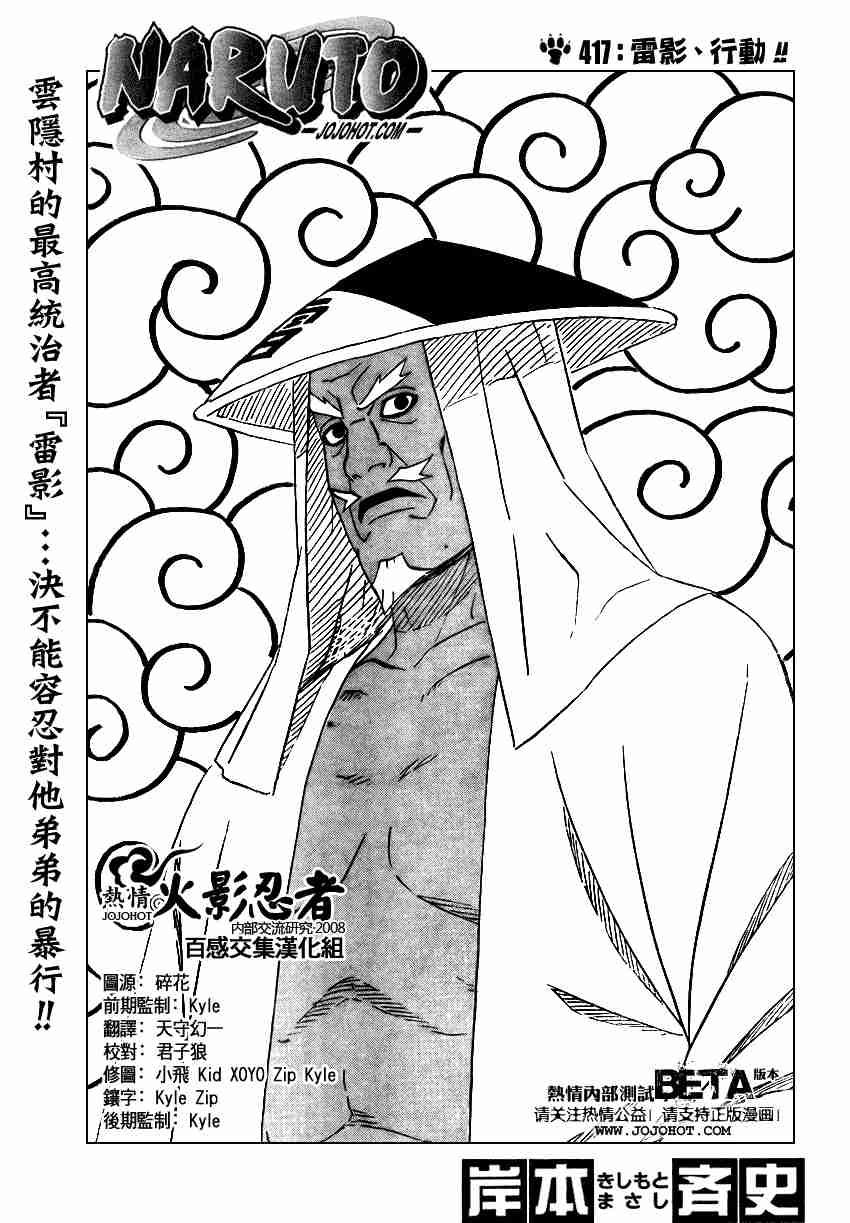 NARUTO
JOJOHOT.COM
417：雷影、行動!!
雲隱村的最高統治者『雷影』…決不能容忍對他弟弟的暴行!!
熱情@
JOJOHOT
火影忍者
内部交流研究·2008
百感交集漢化組
圖源： 碎花
前期監制： Kyle
翻譯： 天守幻一
校對： 君子狼
修圖： 小飛 Kid XOYO Zip Kyle
鑲字： Kyle Zip
後期監制： Kyle
熱情內部測試 BETA 版本
请关注热情公益！请支持正版漫画！
WWW.JOJOHOT.COM
岸本斉史
きしもと
まさし